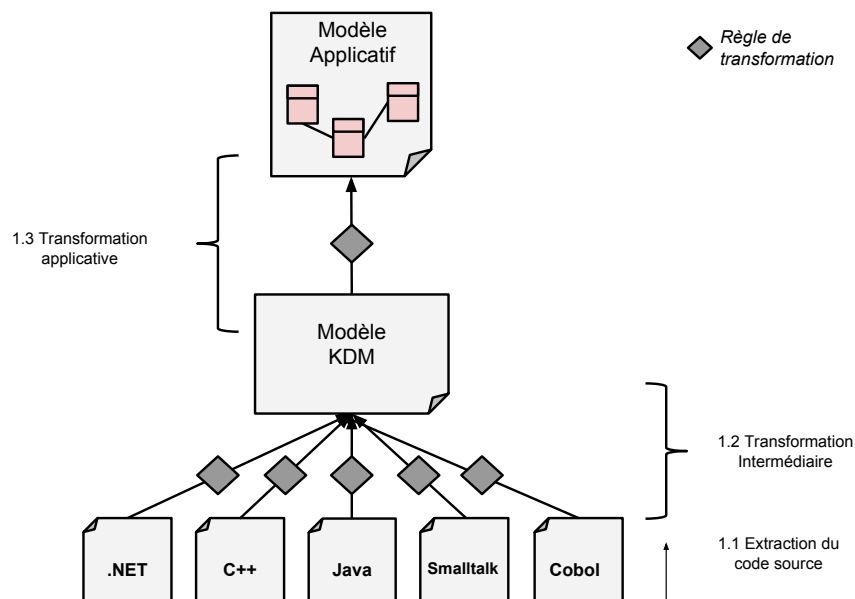 Modèle
Applicatif
Règle de
transformation
1.3 Transformation
applicative
Modèle
KDM
1.2 Transformation
Intermédiaire
.NET
C++
Java
Smalltalk
Cobol
1.1 Extraction du
code source